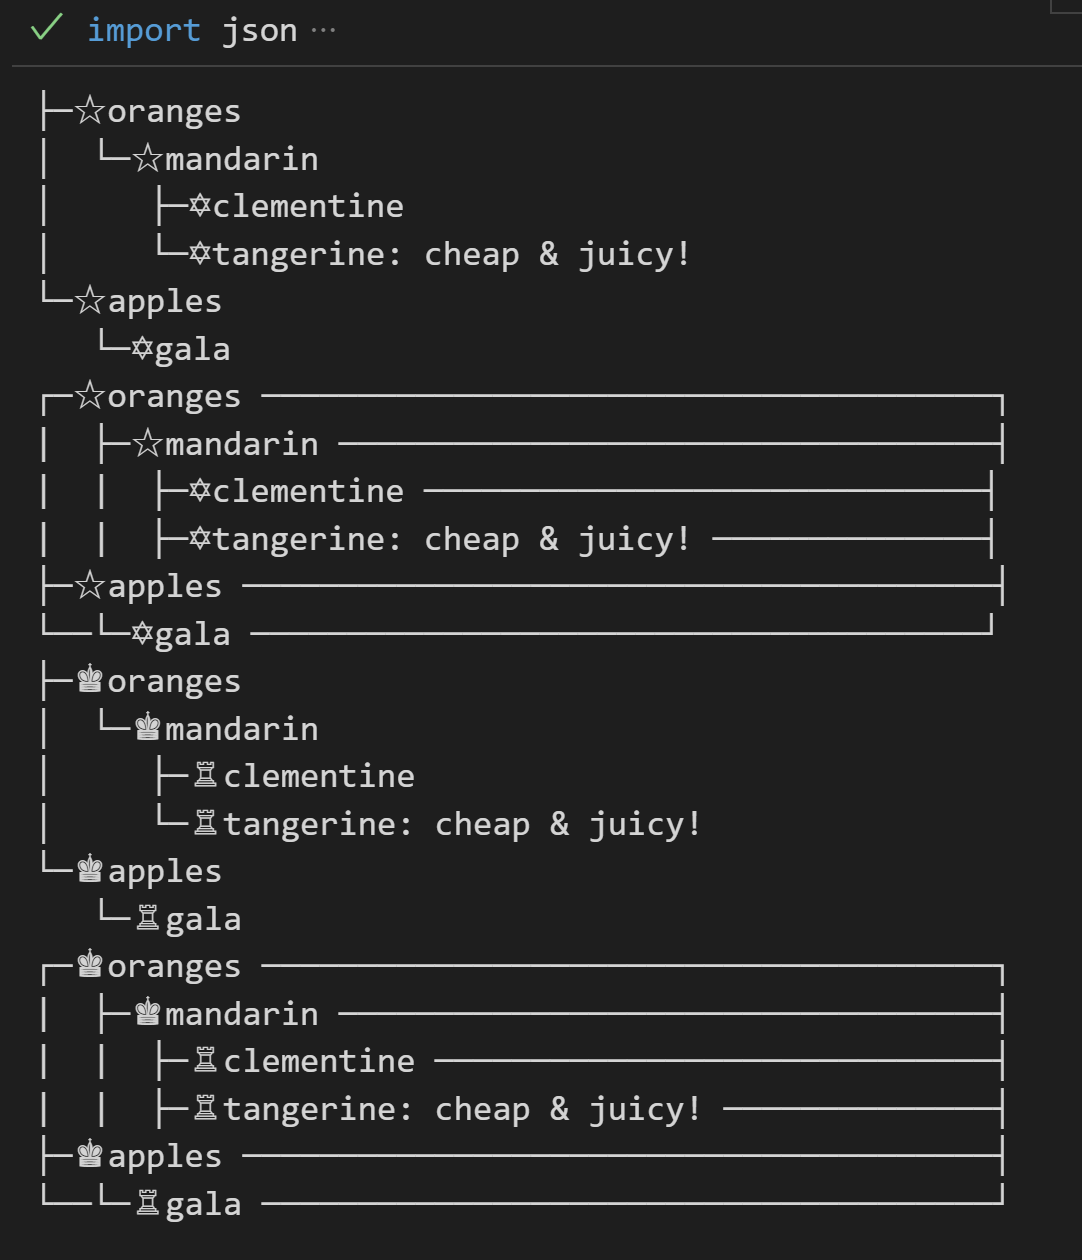 ✓ import json ···
├─☆oranges
│  └─☆mandarin
│     ├─✡clementine
│     └─✡tangerine: cheap & juicy!
└─☆apples
   └─✡gala
┌─☆oranges ──────────────────────────────────────┐
│  ├─☆mandarin ──────────────────────────────────┤
│  │  ├─✡clementine ─────────────────────────────┤
│  │  ├─✡tangerine: cheap & juicy! ──────────────┤
├─☆apples ───────────────────────────────────────┤
└──└─✡gala ──────────────────────────────────────┘
├─♚oranges
│  └─♚mandarin
│     ├─♖clementine
│     └─♖tangerine: cheap & juicy!
└─♚apples
   └─♖gala
┌─♚oranges ──────────────────────────────────────┐
│  ├─♚mandarin ──────────────────────────────────┤
│  │  ├─♖clementine ─────────────────────────────┤
│  │  ├─♖tangerine: cheap & juicy! ──────────────┤
├─♚apples ───────────────────────────────────────┤
└──└─♖gala ──────────────────────────────────────┘